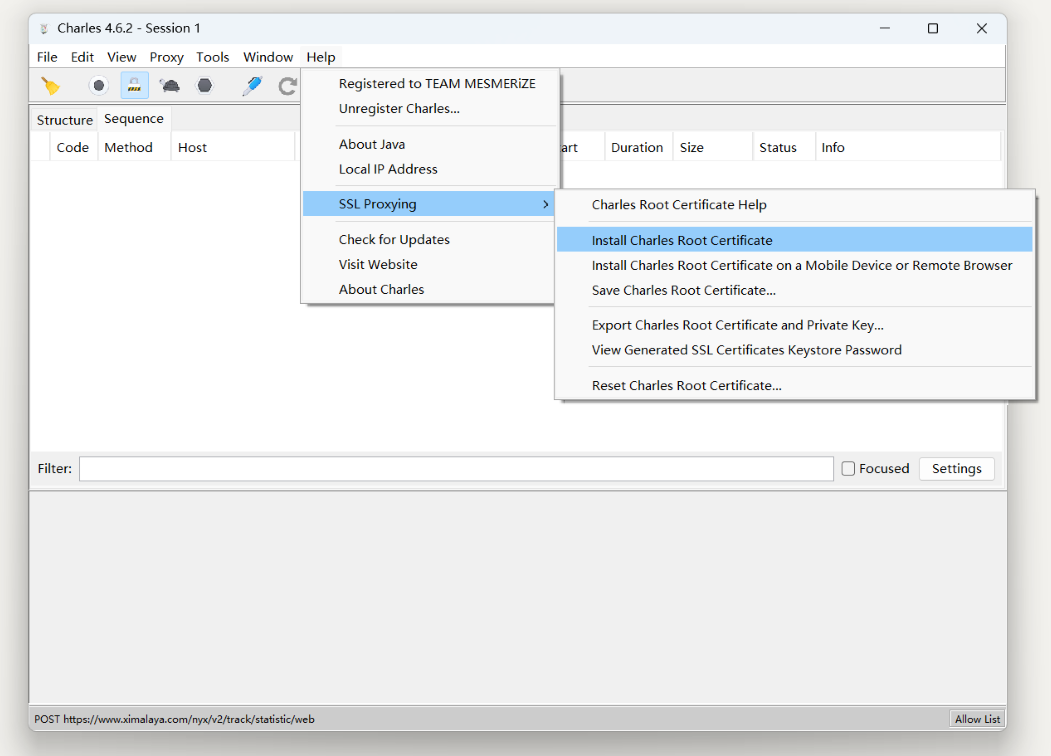 Charles 4.6.2 - Session 1
File Edit View Proxy Tools Window Help
Registered to TEAM MESMERiZE
Unregister Charles...
Structure Sequence
About Java
Code Method Host art Duration Size Status Info
Local IP Address
SSL Proxying
Charles Root Certificate Help
Check for Updates
Install Charles Root Certificate
Visit Website
Install Charles Root Certificate on a Mobile Device or Remote Browser
About Charles
Save Charles Root Certificate...
Export Charles Root Certificate and Private Key...
View Generated SSL Certificates Keystore Password
Reset Charles Root Certificate...
Filter: Focused Settings
POST https://www.ximalaya.com/nyx/v2/track/statistic/web Allow List